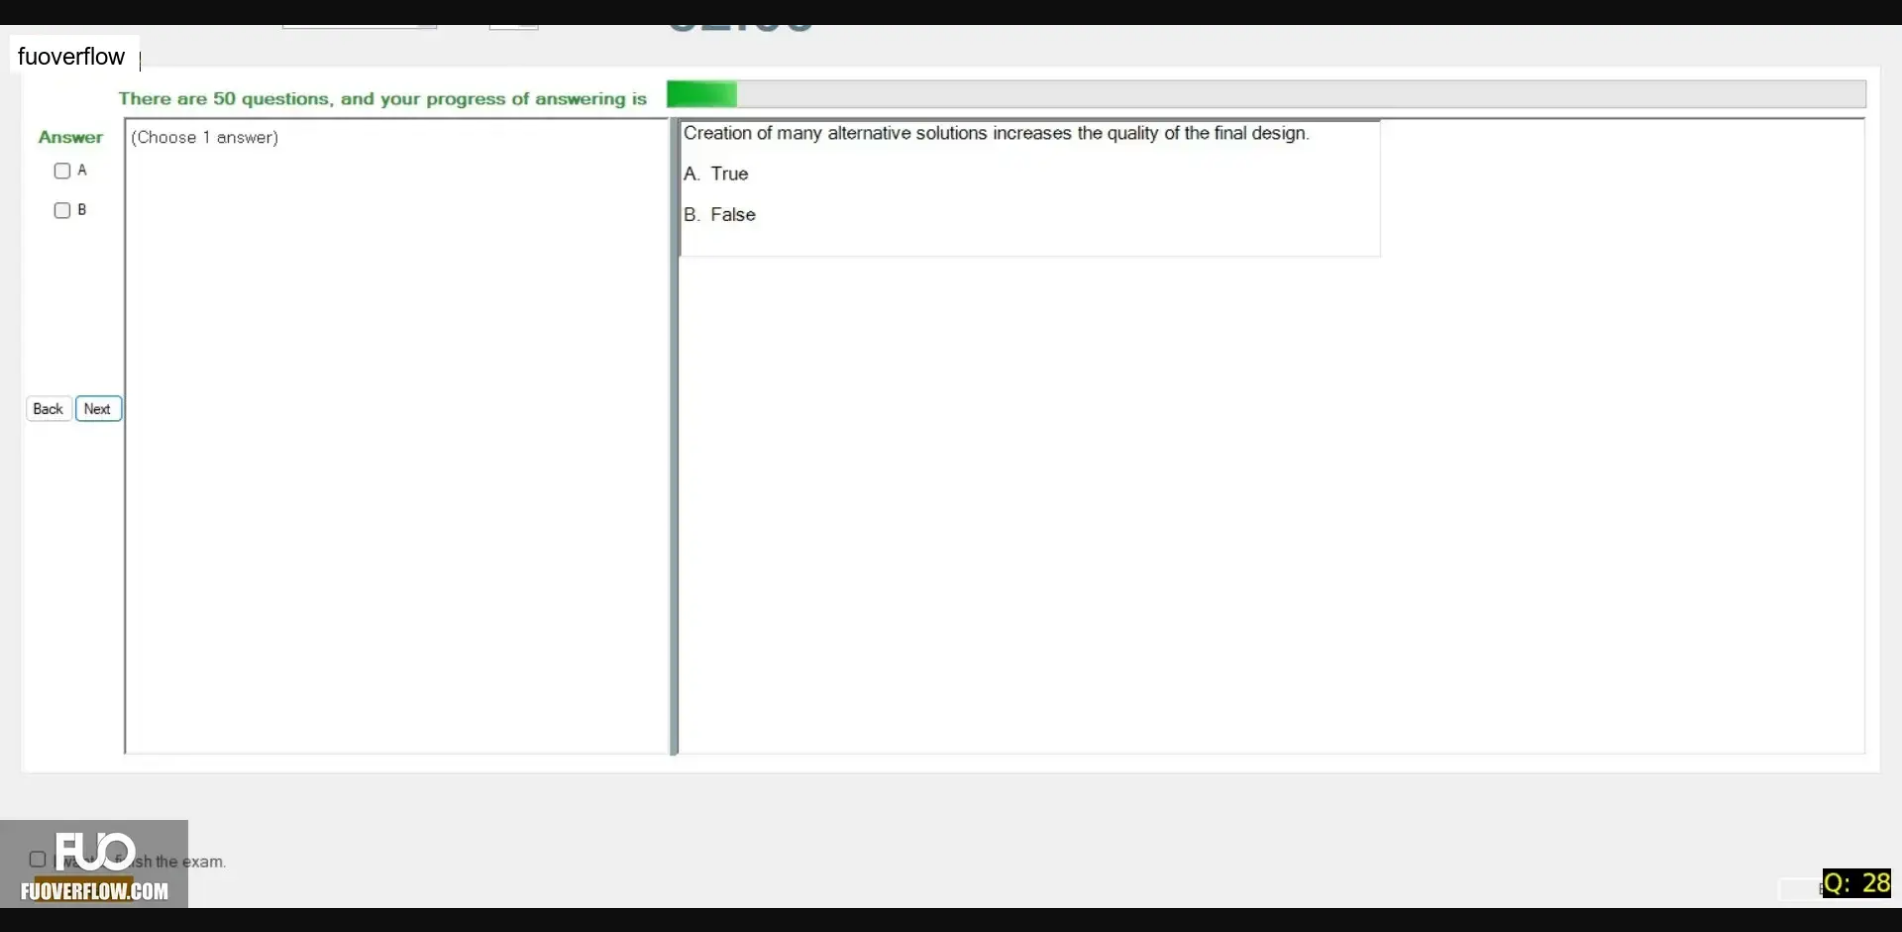 fuoverflow
There are 50 questions, and your progress of answering is
Answer
(Choose 1 answer)
A
B
Creation of many alternative solutions increases the quality of the final design.
A. True
B. False
Back Next
FUO
sh the exam.
FUOVERFLOW.COM
Q: 28